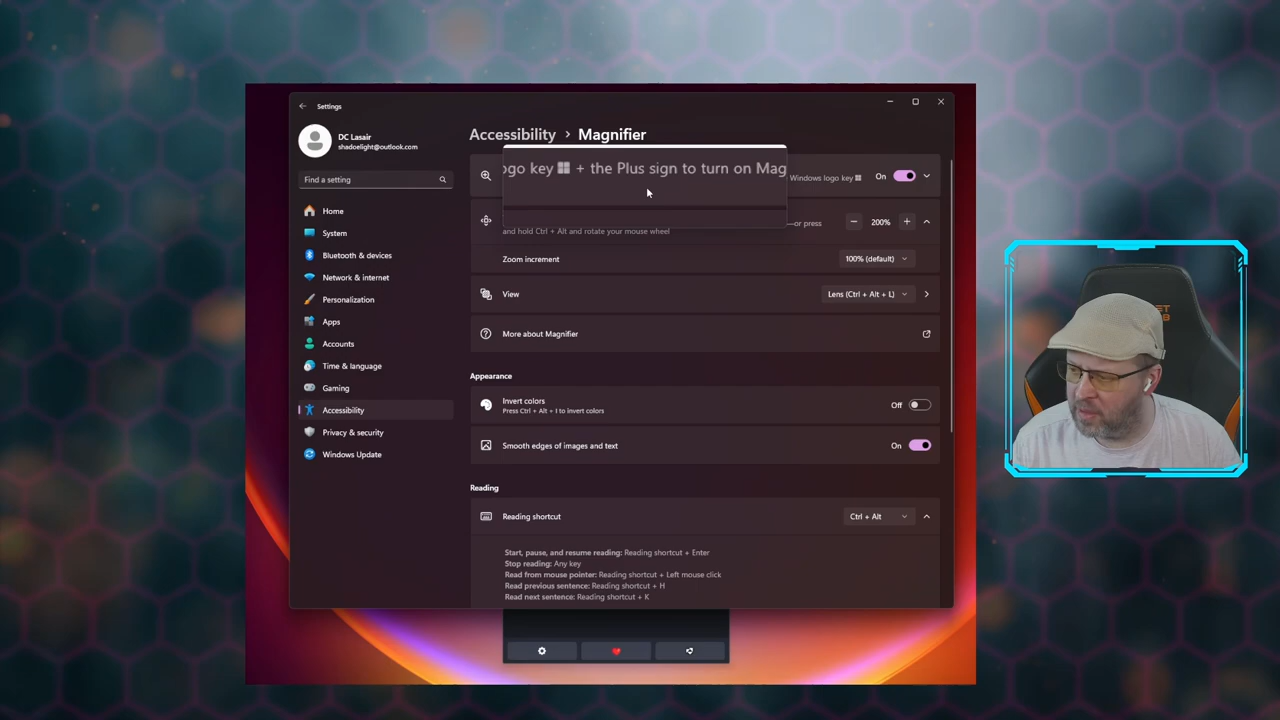 Settings
DC Lasair
shadoelight@outlook.com
Find a setting
Home
System
Bluetooth & devices
Network & internet
Personalization
Apps
Accounts
Time & language
Gaming
Accessibility
Privacy & security
Windows Update
Accessibility > Magnifier
ogo key + the Plus sign to turn on Mag
Windows logo key
On
—or press
200%
and hold Ctrl + Alt and rotate your mouse wheel
Zoom increment
100% (default)
View
Lens (Ctrl + Alt + L)
More about Magnifier
Appearance
Invert colors
Press Ctrl + Alt + I to invert colors
Off
Smooth edges of images and text
On
Reading
Reading shortcut
Ctrl + Alt
Start, pause, and resume reading: Reading shortcut + Enter
Stop reading: Any key
Read from mouse pointer: Reading shortcut + Left mouse click
Read previous sentence: Reading shortcut + H
Read next sentence: Reading shortcut + K